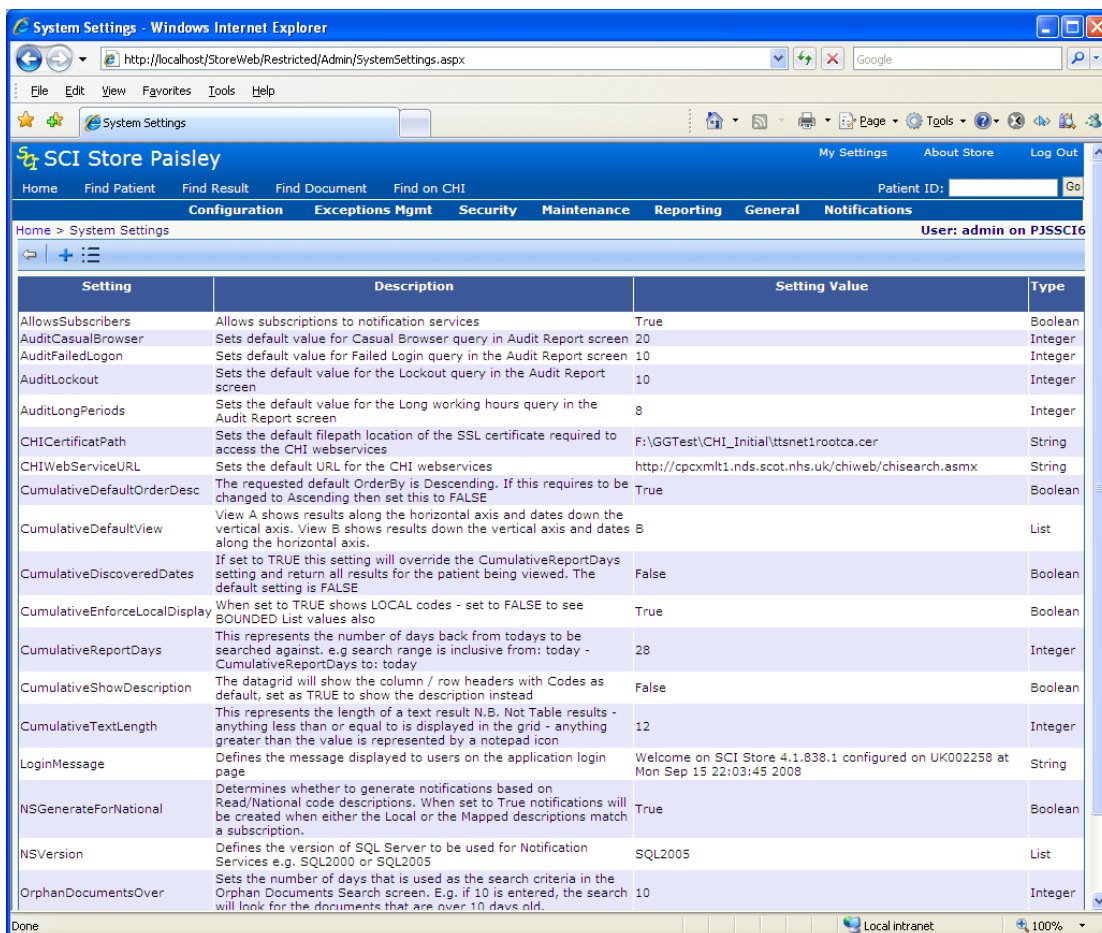 System Settings - Windows Internet Explorer
http://localhost/StoreWeb/Restricted/Admin/SystemSettings.aspx
Google
File Edit View Favorites Tools Help
System Settings
Page Tools
SCI Store Paisley
My Settings About Store Log Out
Home Find Patient Find Result Find Document Find on CHI
Patient ID: Go
Configuration Exceptions Mgmt Security Maintenance Reporting General Notifications
Home > System Settings
User: admin on PJSSCI6
Setting Description Setting Value Type
AllowsSubscribers Allows subscriptions to notification services True Boolean
AuditCasualBrowser Sets default value for Casual Browser query in Audit Report screen 20 Integer
AuditFailedLogon Sets default value for Failed Login query in the Audit Report screen 10 Integer
AuditLockout Sets the default value for the Lockout query in the Audit Report
screen 10 Integer
AuditLongPeriods Sets the default value for the Long working hours query in the
Audit Report screen 8 Integer
CHICertificatePath Sets the default filepath location of the SSL certificate required to
access the CHI webservices F:\GGTest\CHI_Initial\ttsnet1rootca.cer String
CHIWebServiceURL Sets the default URL for the CHI webservices http://cpcxmlt1.nds.scot.nhs.uk/chiweb/chisearch.asmx String
CumulativeDefaultOrderDesc The requested default OrderBy is Descending. If this requires to be
changed to Ascending then set this to FALSE True Boolean
CumulativeDefaultView View A shows results along the horizontal axis and dates down the
vertical axis. View B shows results down the vertical axis and dates
along the horizontal axis. B List
CumulativeDiscoveredDates If set to TRUE this setting will override the CumulativeReportDays
setting and return all results for the patient being viewed. The
default setting is FALSE False Boolean
CumulativeEnforceLocalDisplay When set to TRUE shows LOCAL codes - set to FALSE to see
BOUNDED List values also True Boolean
CumulativeReportDays This represents the number of days back from todays to be
searched against. e.g search range is inclusive from: today -
CumulativeReportDays to: today 28 Integer
CumulativeShowDescription The datagrid will show the column / row headers with Codes as
default, set as TRUE to show the description instead False Boolean
CumulativeTextLength This represents the length of a text result N.B. Not Table results -
anything less than or equal to is displayed in the grid - anything
greater than the value is represented by a notepad icon 12 Integer
LoginMessage Defines the message displayed to users on the application login
page Welcome on SCI Store 4.1.838.1 configured on UK002258 at
Mon Sep 15 22:03:45 2008 String
NSGenerateForNational Determines whether to generate notifications based on
Read/National code descriptions. When set to True notifications will
be created when either the Local or the Mapped descriptions match
a subscription. True Boolean
NSVersion Defines the version of SQL Server to be used for Notification
Services e.g. SQL2000 or SQL2005 SQL2005 List
OrphanDocumentsOver Sets the number of days that is used as the search criteria in the
Orphan Documents Search screen. E.g. if 10 is entered, the search
will look for the documents that are over 10 days old. 10 Integer
Done Local intranet 100%